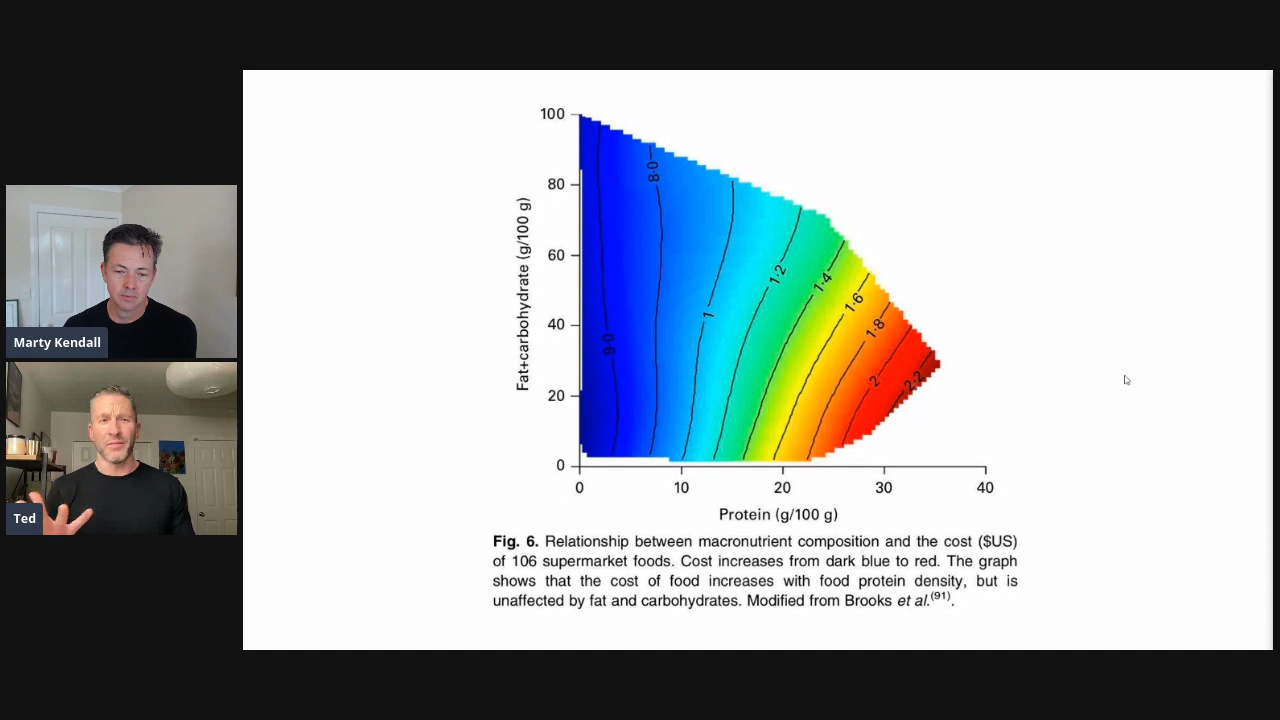 Marty Kendall
Ted
100
80
60
40
20
0
Fat+carbohydrate (g/100 g)
0·6
0·8
1
1·2
1·4
1·6
1·8
2
2·2
0 10 20 30 40
Protein (g/100 g)
Fig. 6. Relationship between macronutrient composition and the cost ($US)
of 106 supermarket foods. Cost increases from dark blue to red. The graph
shows that the cost of food increases with food protein density, but is
unaffected by fat and carbohydrates. Modified from Brooks et al.(91).